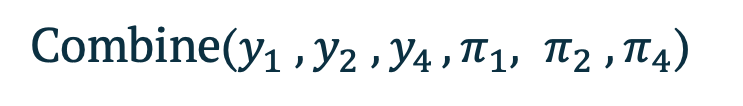 Combine(y₁ , y₂ , y₄ , π₁, π₂ , π₄)